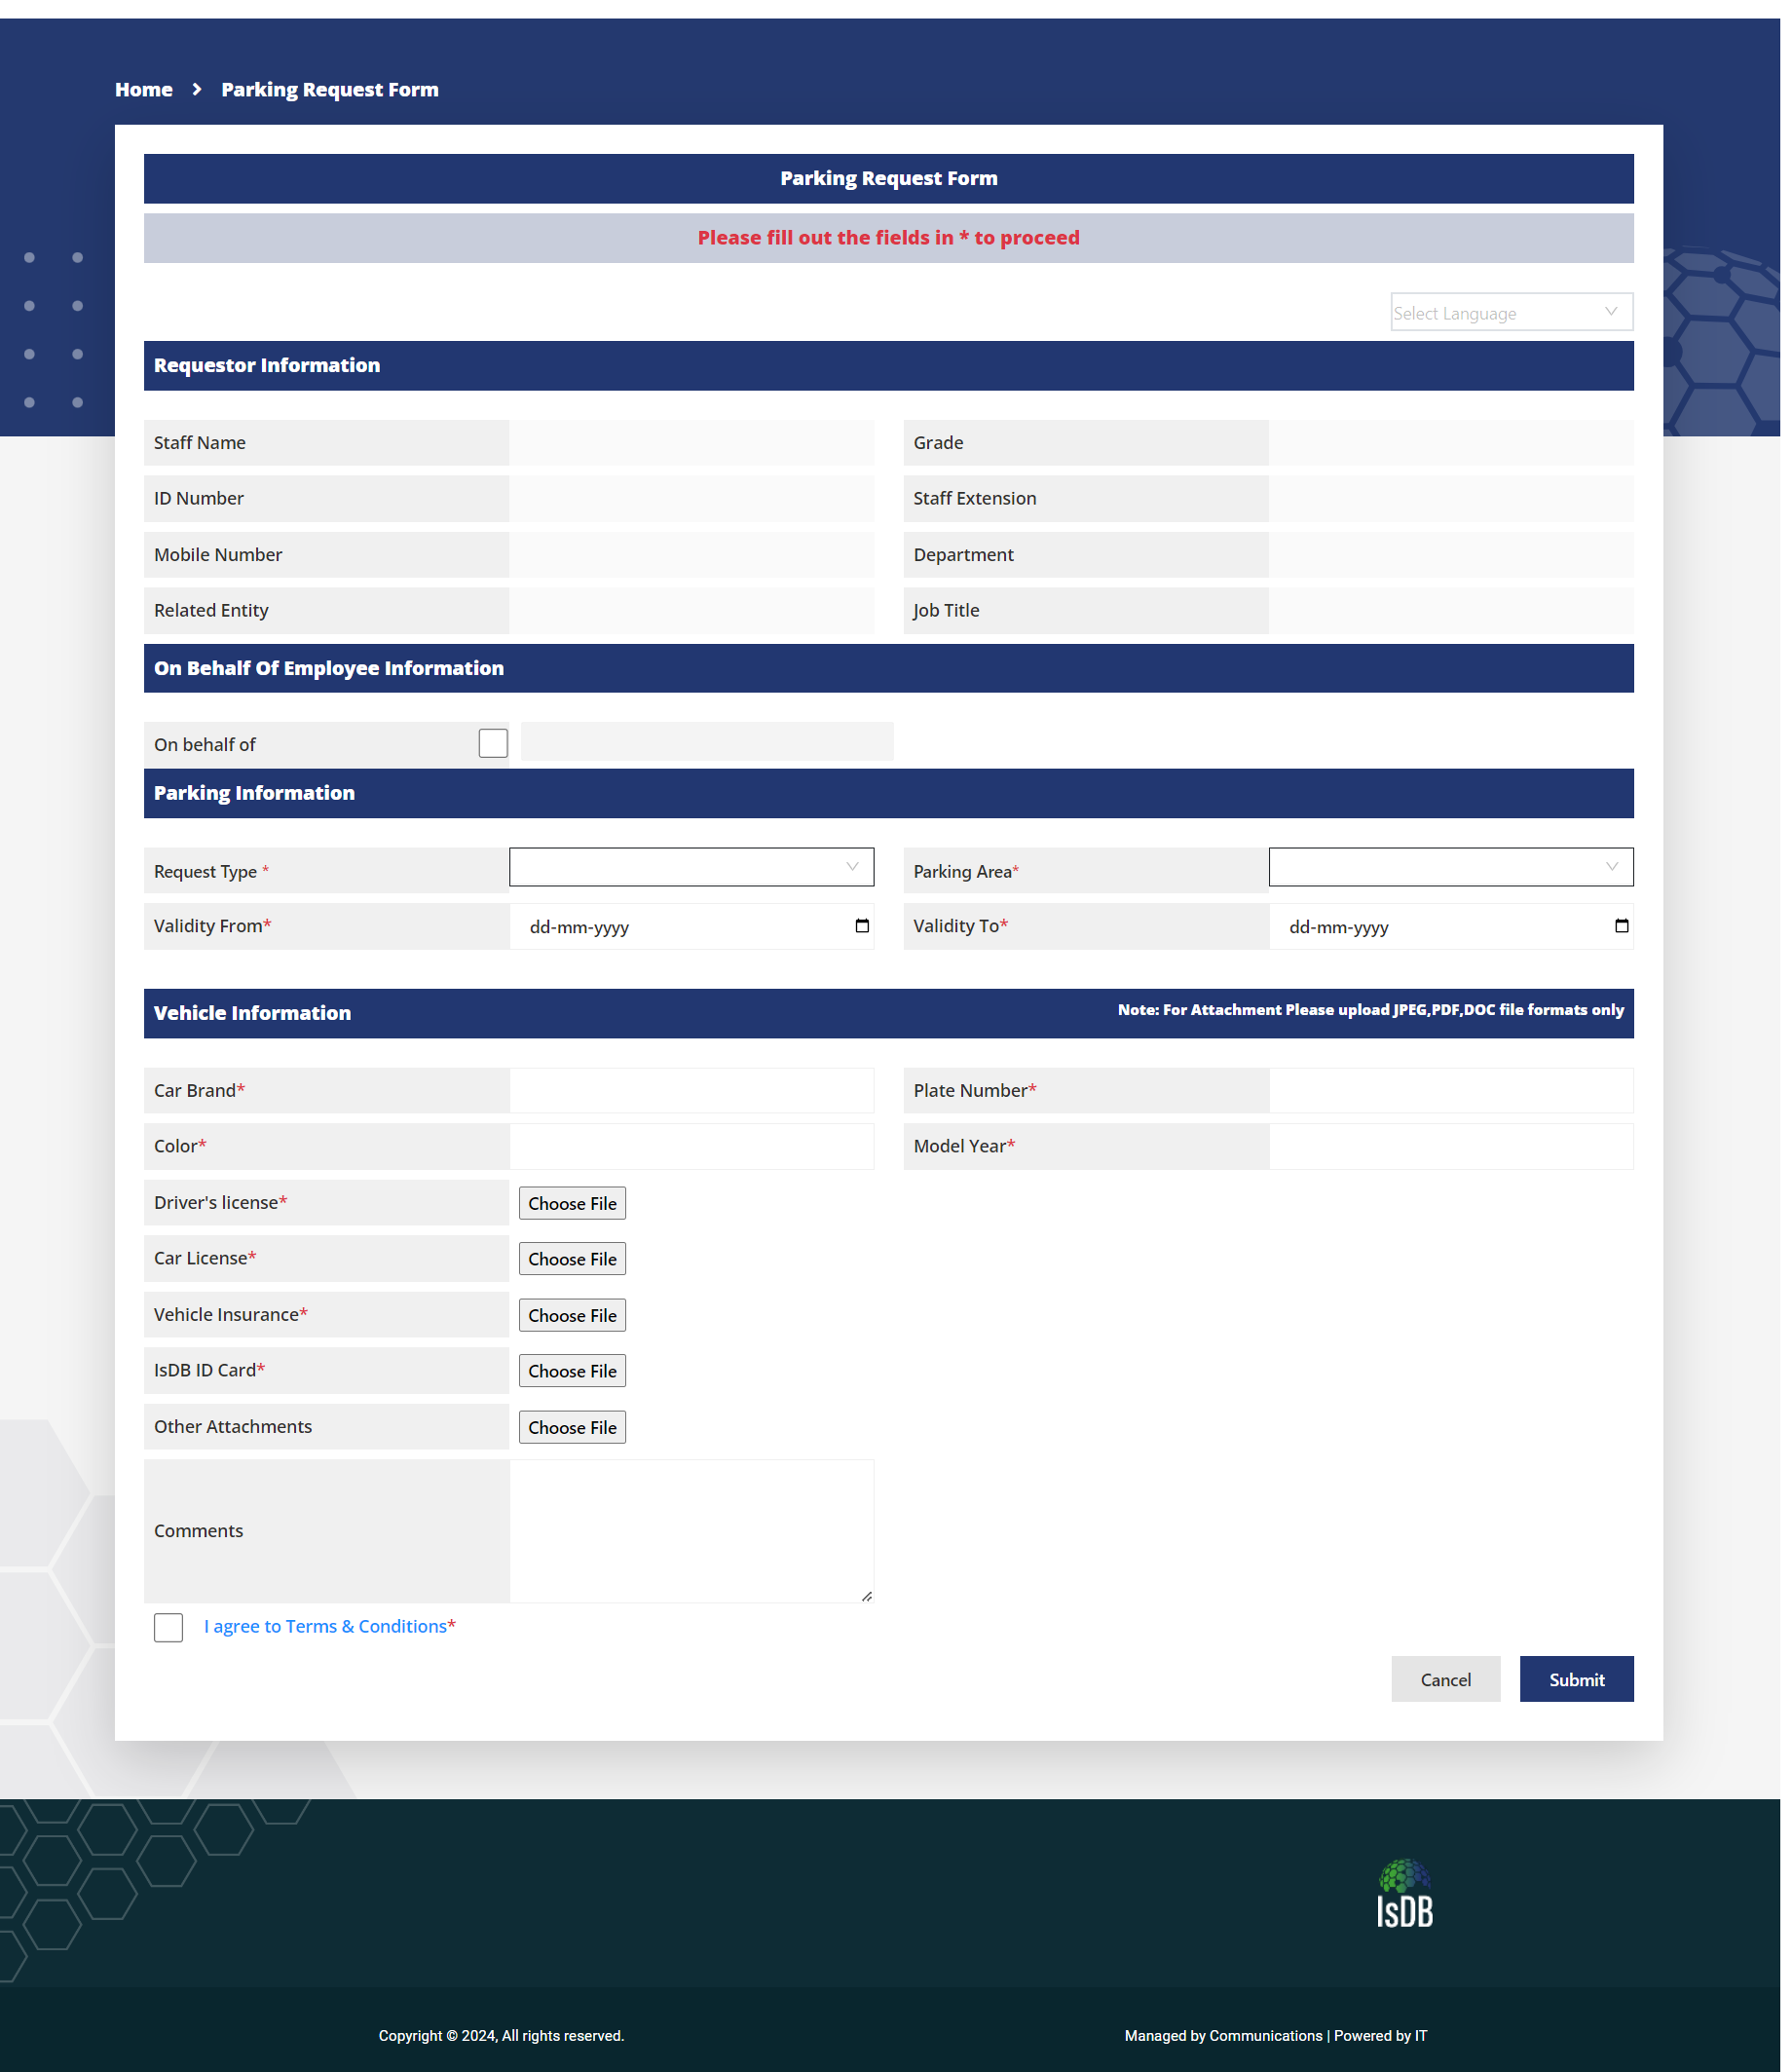 Home > Parking Request Form
Parking Request Form
Please fill out the fields in * to proceed
Select Language
Requestor Information
Staff Name
Grade
ID Number
Staff Extension
Mobile Number
Department
Related Entity
Job Title
On Behalf Of Employee Information
On behalf of
Parking Information
Request Type *
Parking Area*
Validity From* dd-mm-yyyy
Validity To* dd-mm-yyyy
Vehicle Information
Note: For Attachment Please upload JPEG,PDF,DOC file formats only
Car Brand*
Plate Number*
Color*
Model Year*
Driver's license* Choose File
Car License* Choose File
Vehicle Insurance* Choose File
IsDB ID Card* Choose File
Other Attachments Choose File
Comments
I agree to Terms & Conditions*
Cancel
Submit
IsDB
Copyright © 2024, All rights reserved.
Managed by Communications | Powered by IT